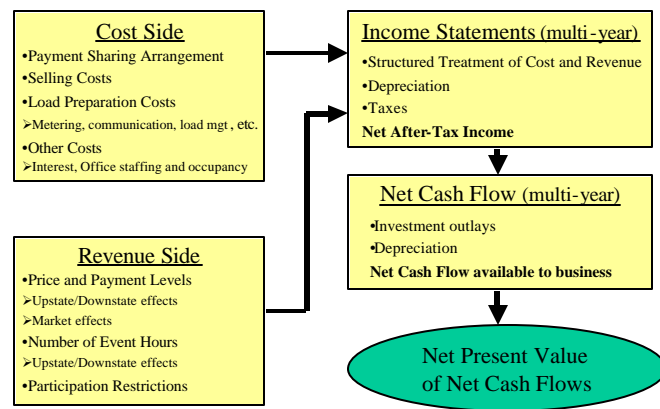 Cost Side
•Payment Sharing Arrangement
•Selling Costs
•Load Preparation Costs
➢Metering, communication, load mgt , etc.
•Other Costs
➢Interest, Office staffing and occupancy
Revenue Side
•Price and Payment Levels
➢Upstate/Downstate effects
➢Market effects
•Number of Event Hours
➢Upstate/Downstate effects
•Participation Restrictions
Income Statements (multi-year)
•Structured Treatment of Cost and Revenue
•Depreciation
•Taxes
Net After-Tax Income
Net Cash Flow (multi-year)
•Investment outlays
•Depreciation
Net Cash Flow available to business
Net Present Value
of Net Cash Flows